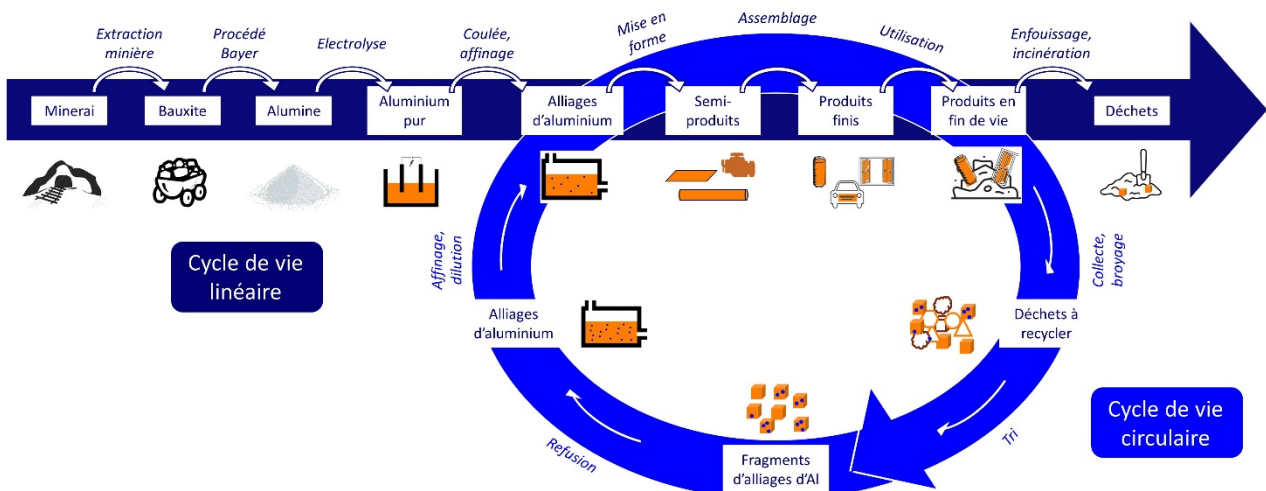 Extraction
minière
Procédé
Bayer
Electrolyse
Coulée,
affinage
Mise en
forme
Assemblage
Utilisation
Enfouissement,
incinération
Minerai
Bauxite
Alumine
Aluminium
pur
Alliages
d'aluminium
Semi-
produits
Produits
finis
Produits en
fin de vie
Déchets
Cycle de vie
linéaire
Affinage,
dilution
Collecte,
broyage
Alliages
d'aluminium
Déchets à
recycler
Refusion
Fragments
d'alliages d'Al
Tri
Cycle de vie
circulaire